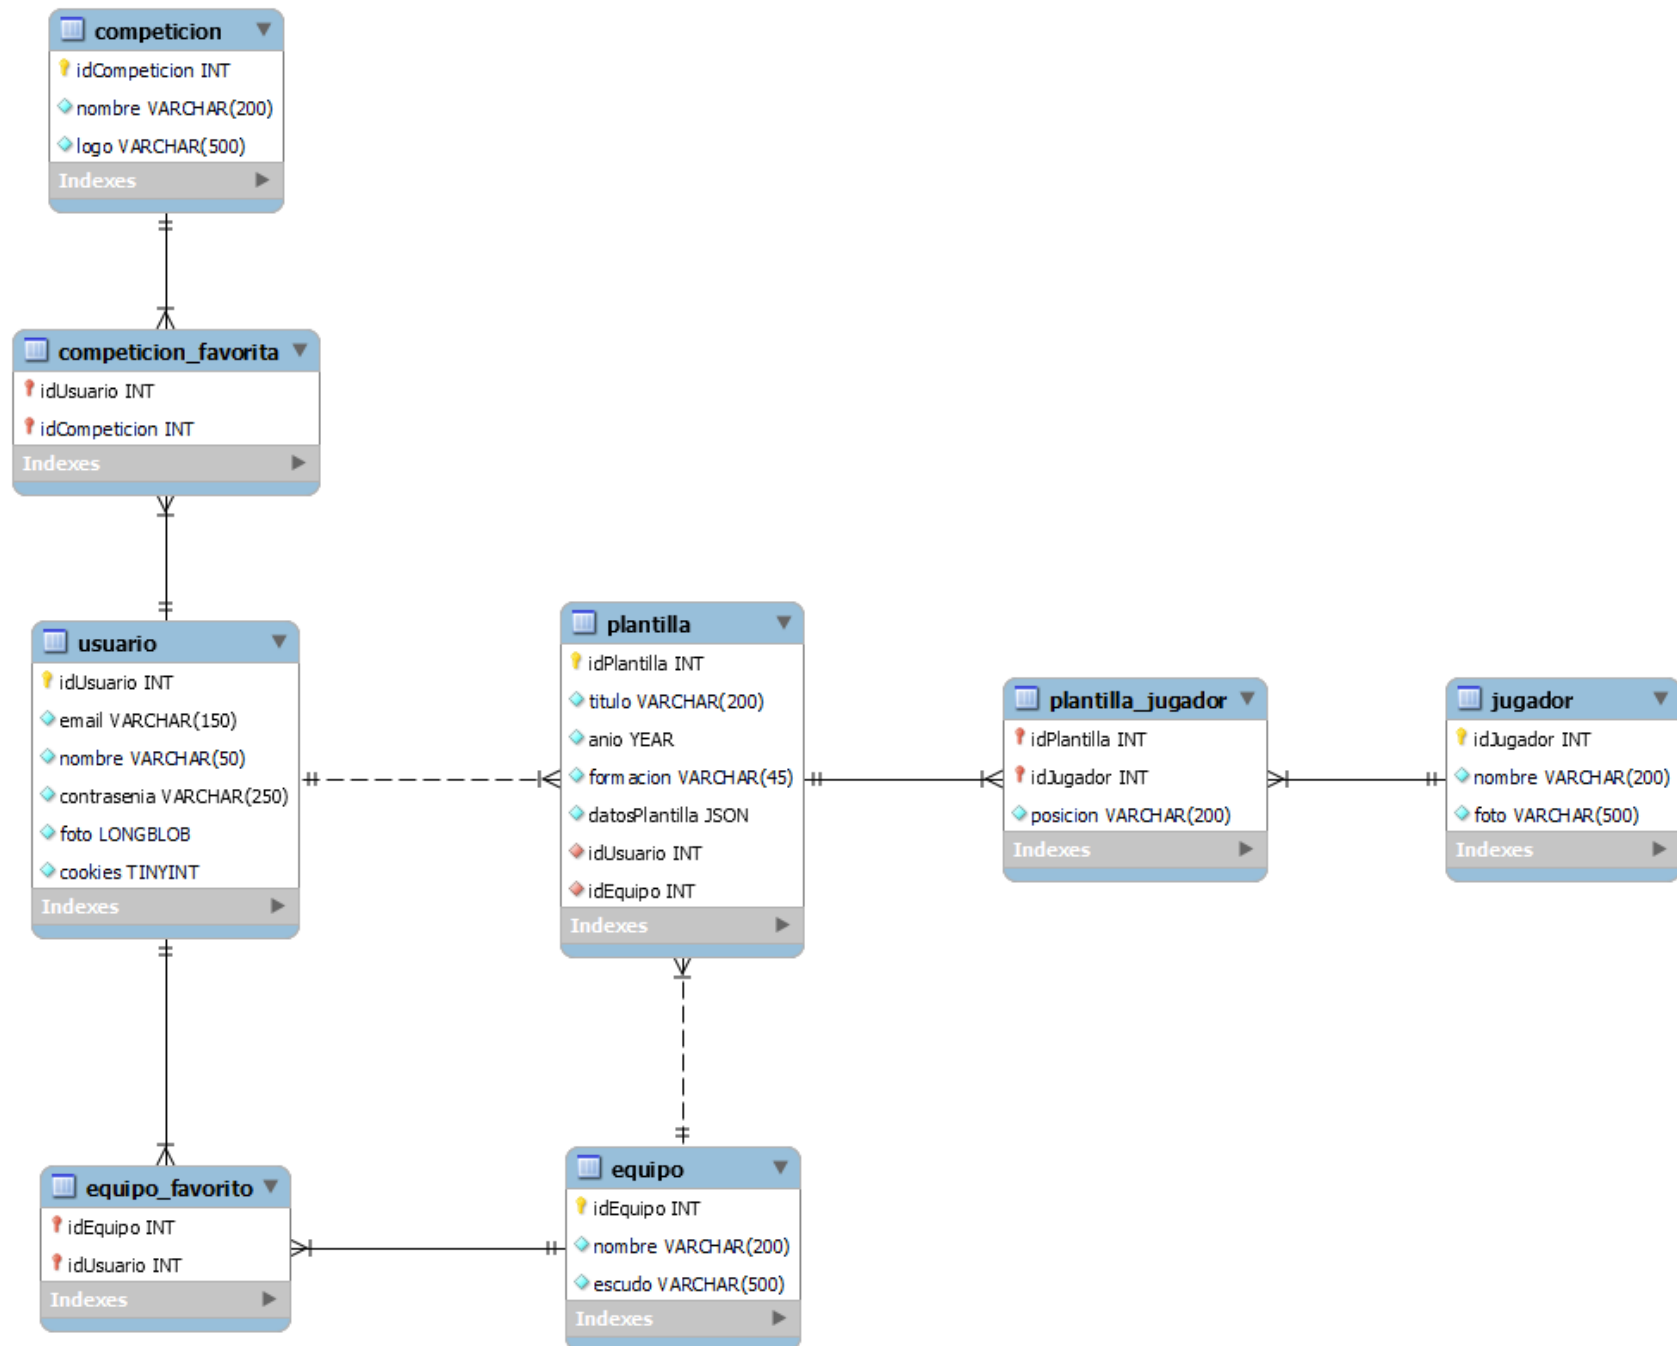 competicion
idCompeticion INT
nombre VARCHAR(200)
logo VARCHAR(500)
Indexes
competicion_favorita
idUsuario INT
idCompeticion INT
Indexes
usuario
idUsuario INT
email VARCHAR(150)
nombre VARCHAR(50)
contrasenia VARCHAR(250)
foto LONGBLOB
cookies TINYINT
Indexes
plantilla
idPlantilla INT
titulo VARCHAR(200)
anio YEAR
formacion VARCHAR(45)
datosPlantilla JSON
idUsuario INT
idEquipo INT
Indexes
plantilla_jugador
idPlantilla INT
idJugador INT
posicion VARCHAR(200)
Indexes
jugador
idJugador INT
nombre VARCHAR(200)
foto VARCHAR(500)
Indexes
equipo_favorito
idEquipo INT
idUsuario INT
Indexes
equipo
idEquipo INT
nombre VARCHAR(200)
escudo VARCHAR(500)
Indexes